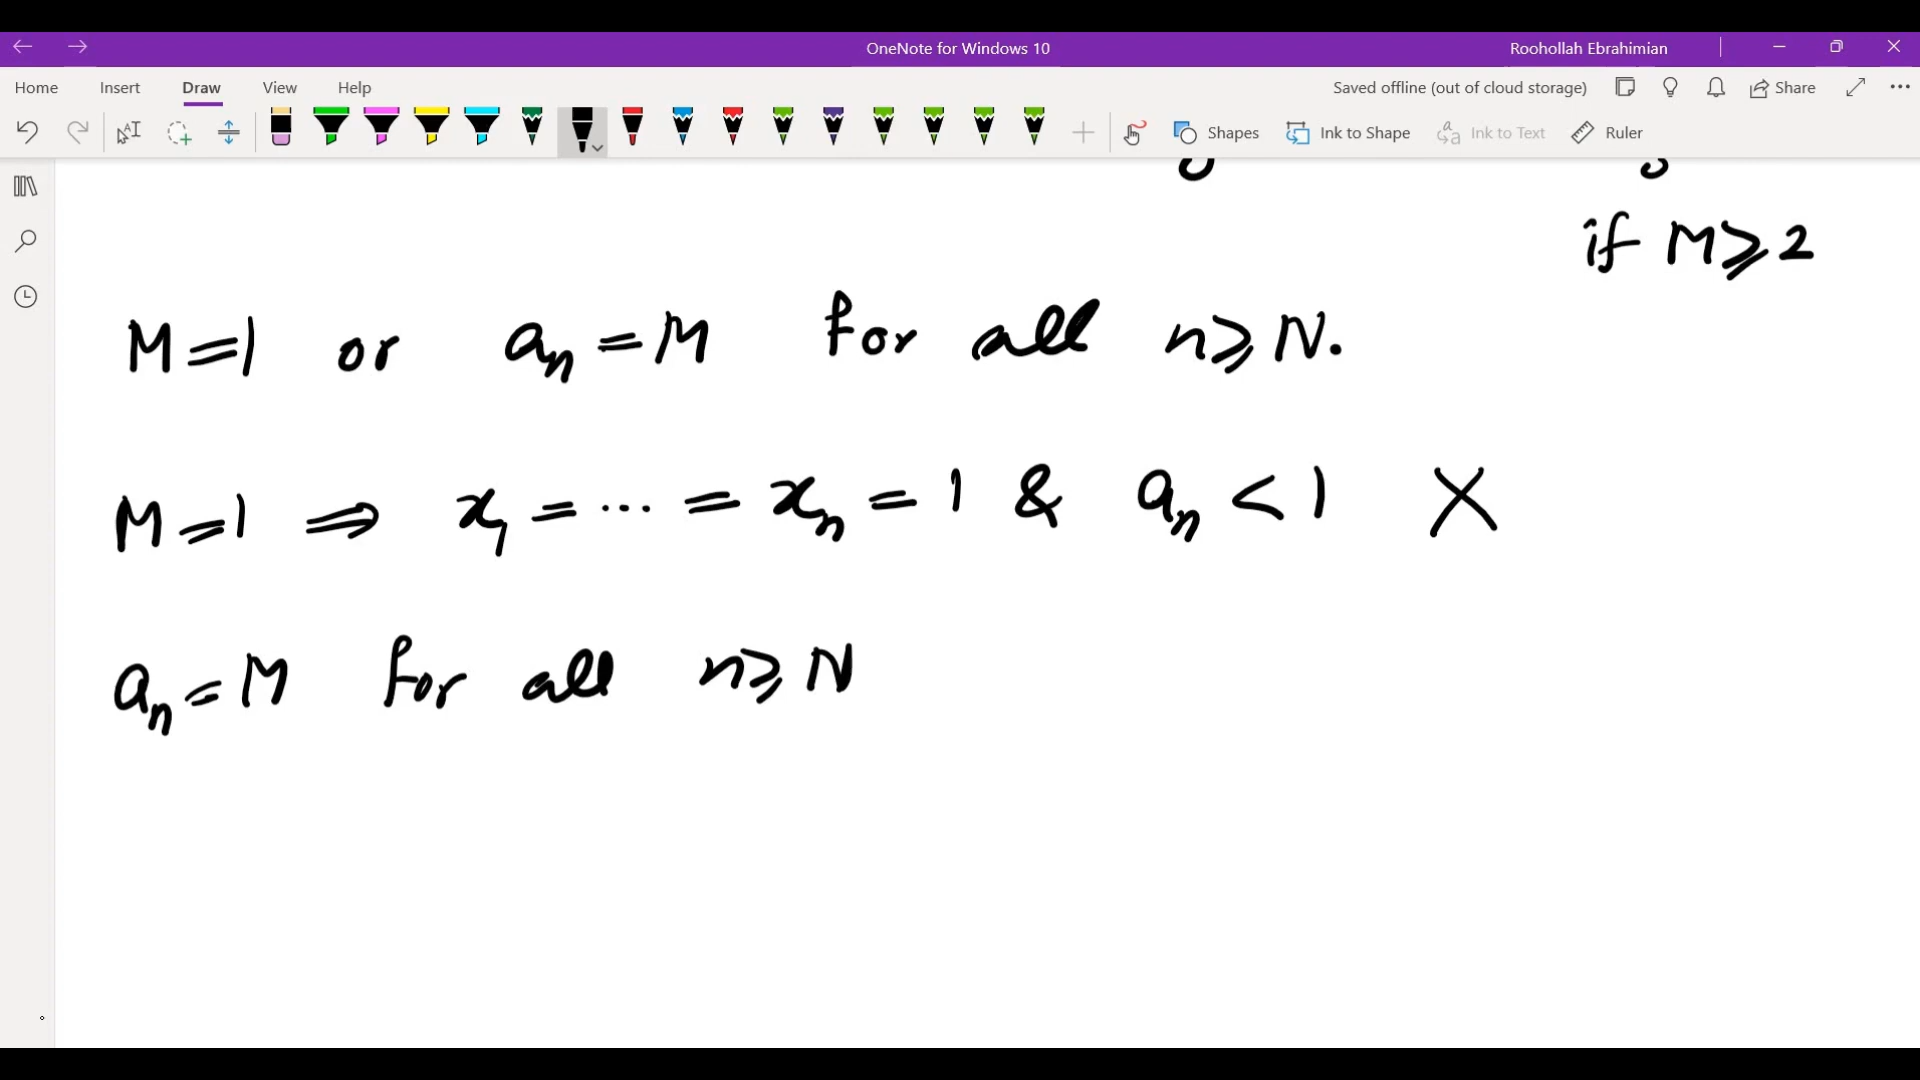 OneNote for Windows 10
Roohollah Ebrahimian
Home Insert Draw View Help
Saved offline (out of cloud storage) Share
Shapes Ink to Shape Ink to Text Ruler
if M ⩾ 2
M = 1 or aₙ = M for all n ⩾ N.
M = 1 ⇒ x₁ = ... = xₙ = 1 & aₙ < 1 X
aₙ = M for all n ⩾ N